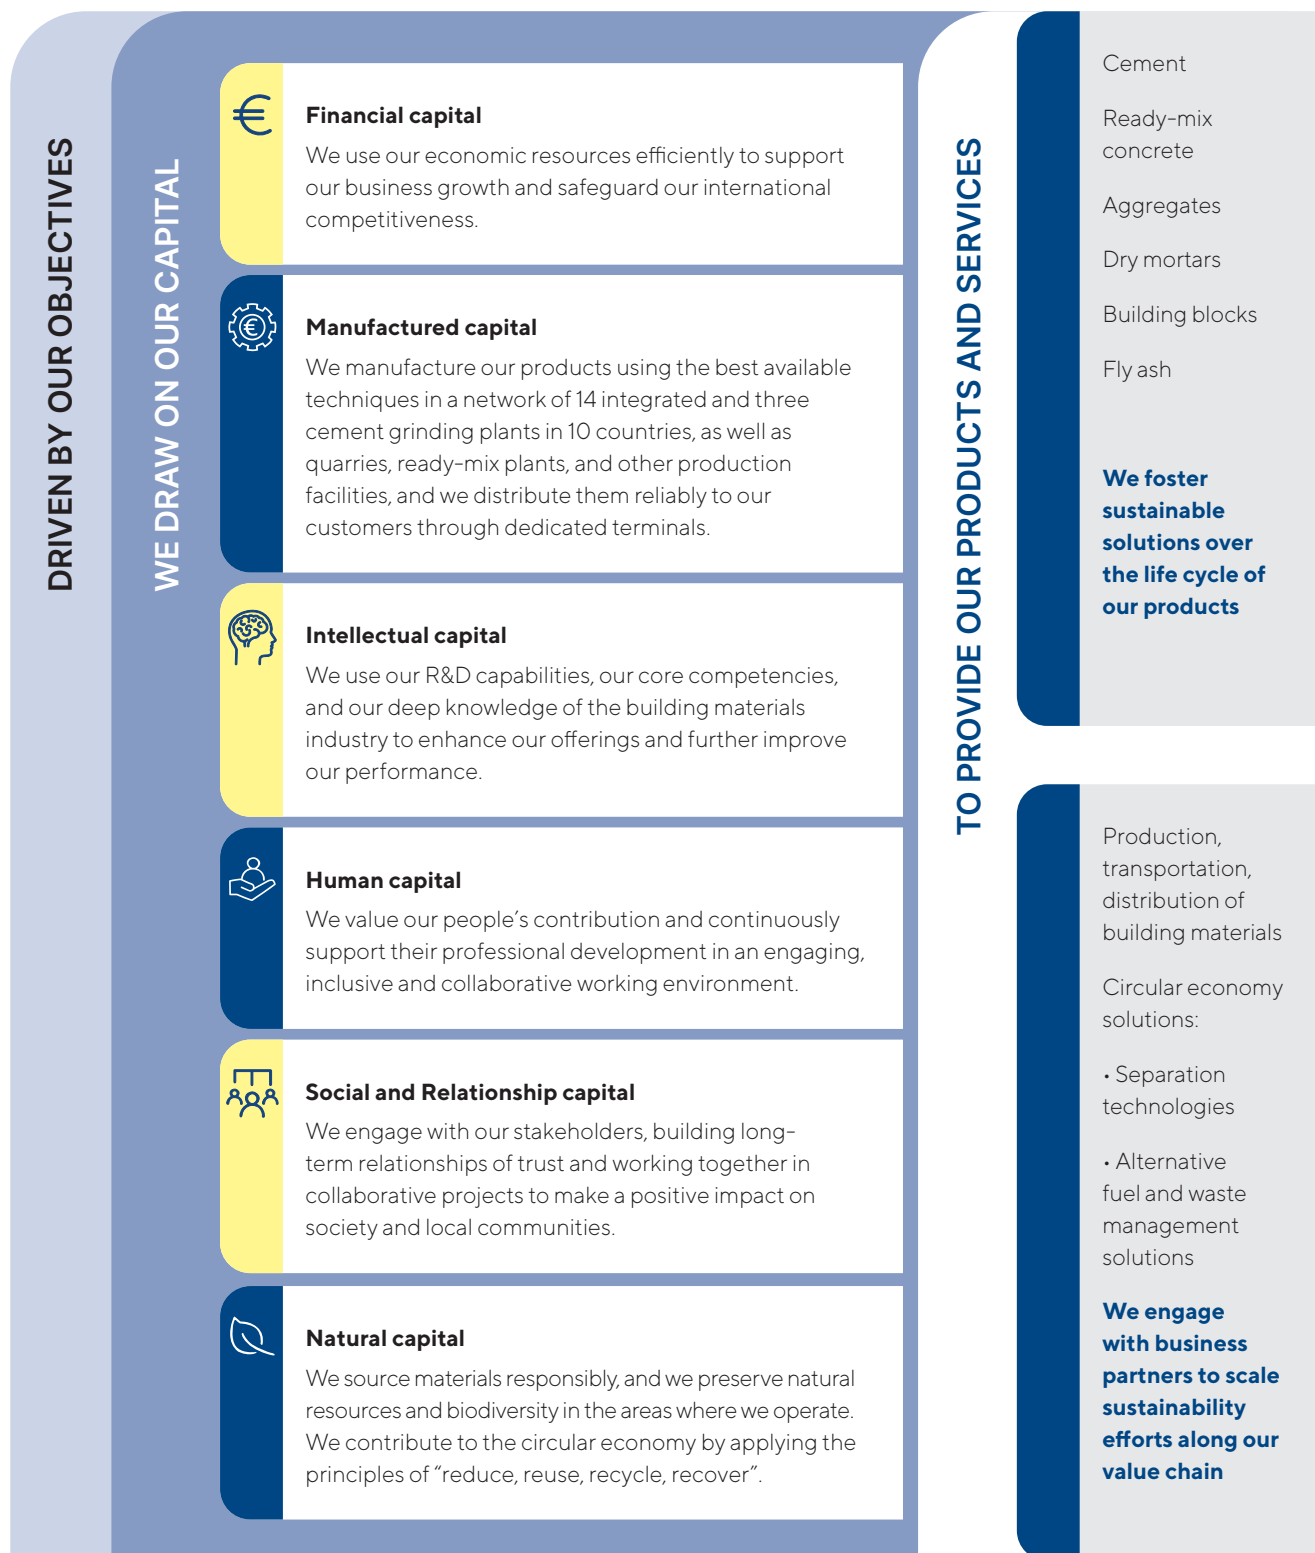 DRIVEN BY OUR OBJECTIVES
WE DRAW ON OUR CAPITAL
€
Financial capital
We use our economic resources efficiently to support
our business growth and safeguard our international
competitiveness.
€
Manufactured capital
We manufacture our products using the best available
techniques in a network of 14 integrated and three
cement grinding plants in 10 countries, as well as
quarries, ready-mix plants, and other production
facilities, and we distribute them reliably to our
customers through dedicated terminals.
Intellectual capital
We use our R&D capabilities, our core competencies,
and our deep knowledge of the building materials
industry to enhance our offerings and further improve
our performance.
Human capital
We value our people's contribution and continuously
support their professional development in an engaging,
inclusive and collaborative working environment.
Social and Relationship capital
We engage with our stakeholders, building long-
term relationships of trust and working together in
collaborative projects to make a positive impact on
society and local communities.
Natural capital
We source materials responsibly, and we preserve natural
resources and biodiversity in the areas where we operate.
We contribute to the circular economy by applying the
principles of “reduce, reuse, recycle, recover”.
TO PROVIDE OUR PRODUCTS AND SERVICES
Cement
Ready-mix
concrete
Aggregates
Dry mortars
Building blocks
Fly ash
We foster
sustainable
solutions over
the life cycle of
our products
Production,
transportation,
distribution of
building materials
Circular economy
solutions:
• Separation
technologies
• Alternative
fuel and waste
management
solutions
We engage
with business
partners to scale
sustainability
efforts along our
value chain